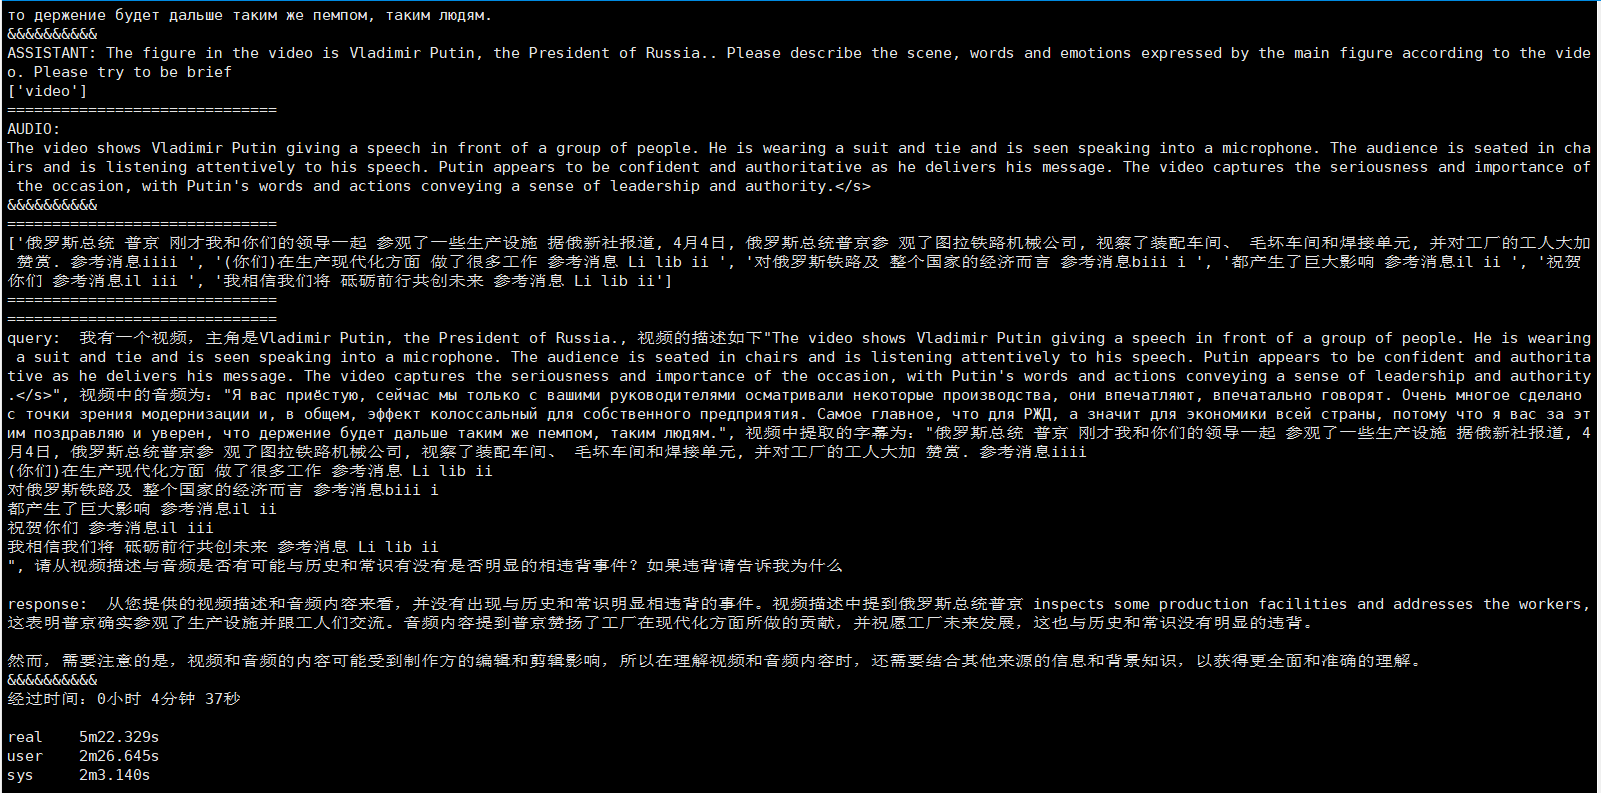 то держение будет дальше таким же пемпом, таким людям.
&&&&&&&&&&
ASSISTANT: The figure in the video is Vladimir Putin, the President of Russia.. Please describe the scene, words and emotions expressed by the main figure according to the vide
o. Please try to be brief
['video']
==============================
AUDIO:
The video shows Vladimir Putin giving a speech in front of a group of people. He is wearing a suit and tie and is seen speaking into a microphone. The audience is seated in cha
irs and is listening attentively to his speech. Putin appears to be confident and authoritative as he delivers his message. The video captures the seriousness and importance of
 the occasion, with Putin's words and actions conveying a sense of leadership and authority.</s>
&&&&&&&&&&
==============================
['俄罗斯总统 普京 刚才我和你们的领导一起 参观了一些生产设施 据俄新社报道, 4月4日, 俄罗斯总统普京参 观了图拉铁路机械公司, 视察了装配车间、 毛坯车间和焊接单元, 并对工厂的工人大加
 赞赏. 参考消息iiii ', '(你们)在生产现代化方面 做了很多工作 参考消息 Li lib ii ', '对俄罗斯铁路及 整个国家的经济而言 参考消息biii i ', '都产生了巨大影响 参考消息il ii ', '祝贺
你们 参考消息il iii ', '我相信我们将 砥砺前行共创未来 参考消息 Li lib ii']
==============================
==============================
query:  我有一个视频，主角是Vladimir Putin, the President of Russia., 视频的描述如下"The video shows Vladimir Putin giving a speech in front of a group of people. He is wearing
 a suit and tie and is seen speaking into a microphone. The audience is seated in chairs and is listening attentively to his speech. Putin appears to be confident and authorita
tive as he delivers his message. The video captures the seriousness and importance of the occasion, with Putin's words and actions conveying a sense of leadership and authority
.</s>", 视频中的音频为："Я вас приёстую, сейчас мы только с вашими руководителями осматривали некоторые производства, они впечатляют, впечатально говорят. Очень многое сделано
с точки зрения модернизации и, в общем, эффект колоссальный для собственного предприятия. Самое главное, что для РЖД, а значит для экономики всей страны, потому что я вас за эт
им поздравляю и уверен, что держение будет дальше таким же пемпом, таким людям.", 视频中提取的字幕为："俄罗斯总统 普京 刚才我和你们的领导一起 参观了一些生产设施 据俄新社报道, 4
月4日, 俄罗斯总统普京参 观了图拉铁路机械公司, 视察了装配车间、 毛坯车间和焊接单元, 并对工厂的工人大加 赞赏. 参考消息iiii
(你们)在生产现代化方面 做了很多工作 参考消息 Li lib ii
对俄罗斯铁路及 整个国家的经济而言 参考消息biii i
都产生了巨大影响 参考消息il ii
祝贺你们 参考消息il iii
我相信我们将 砥砺前行共创未来 参考消息 Li lib ii
", 请从视频描述与音频是否有可能与历史和常识有没有是否明显的相违背事件？如果违背请告诉我为什么
response:  从您提供的视频描述和音频内容来看，并没有出现与历史和常识明显相违背的事件。视频描述中提到俄罗斯总统普京 inspects some production facilities and addresses the workers,
这表明普京确实参观了生产设施并跟工人们交流。音频内容提到普京赞扬了工厂在现代化方面所做的贡献，并祝愿工厂未来发展，这也与历史和常识没有明显的违背。
然而，需要注意的是，视频和音频的内容可能受到制作方的编辑和剪辑影响，所以在理解视频和音频内容时，还需要结合其他来源的信息和背景知识，以获得更全面和准确的理解。
&&&&&&&&&&
经过时间：0小时 4分钟 37秒
real    5m22.329s
user    2m26.645s
sys     2m3.140s